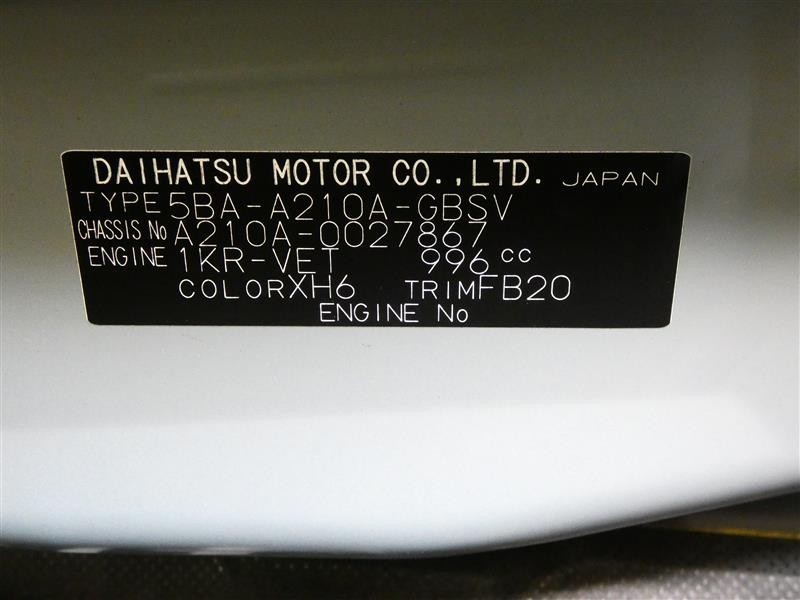 DAIHATSU MOTOR CO.,LTD. JAPAN
TYPE 5BA-A210A-GBSV
CHASSIS No A210A-0027867
ENGINE 1KR-VET 996 cc
COLOR XH6 TRIM FB20
ENGINE No